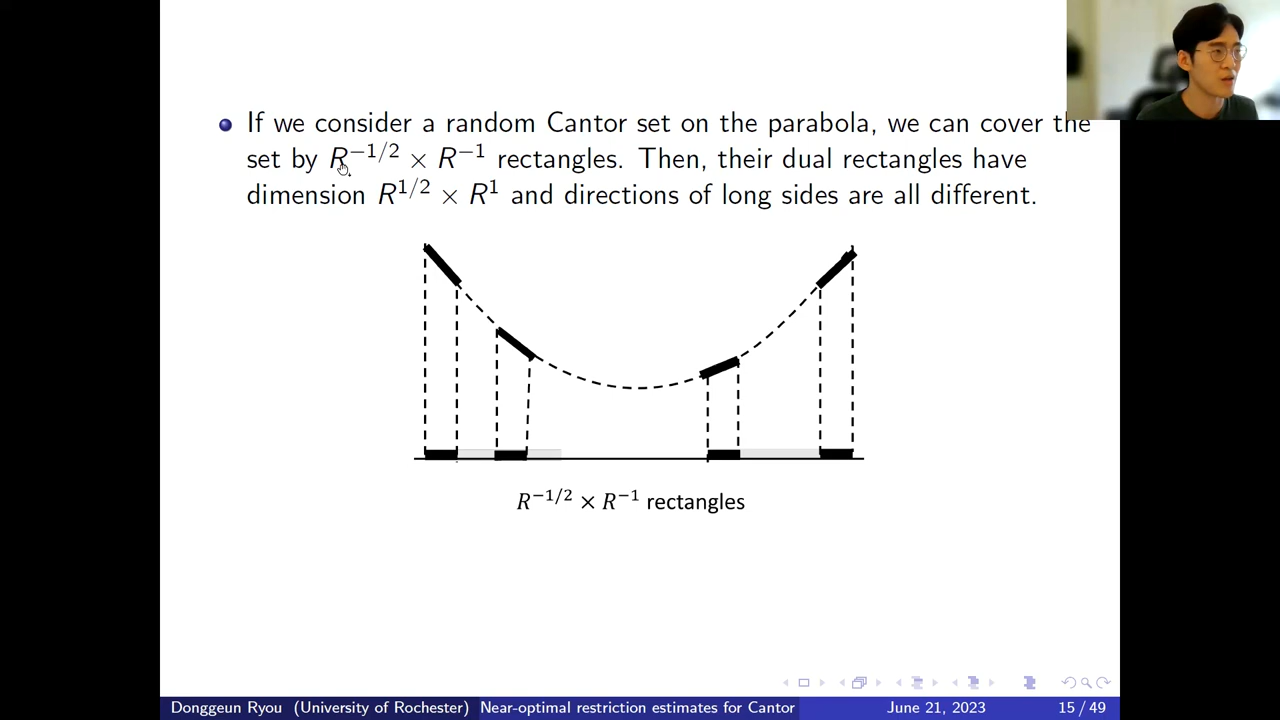 If we consider a random Cantor set on the parabola, we can cover the
set by R^{-1/2} × R^{-1} rectangles. Then, their dual rectangles have
dimension R^{1/2} × R^1 and directions of long sides are all different.
R^{-1/2} × R^{-1} rectangles
Donggeun Ryou (University of Rochester) Near-optimal restriction estimates for Cantor June 21, 2023 15 / 49